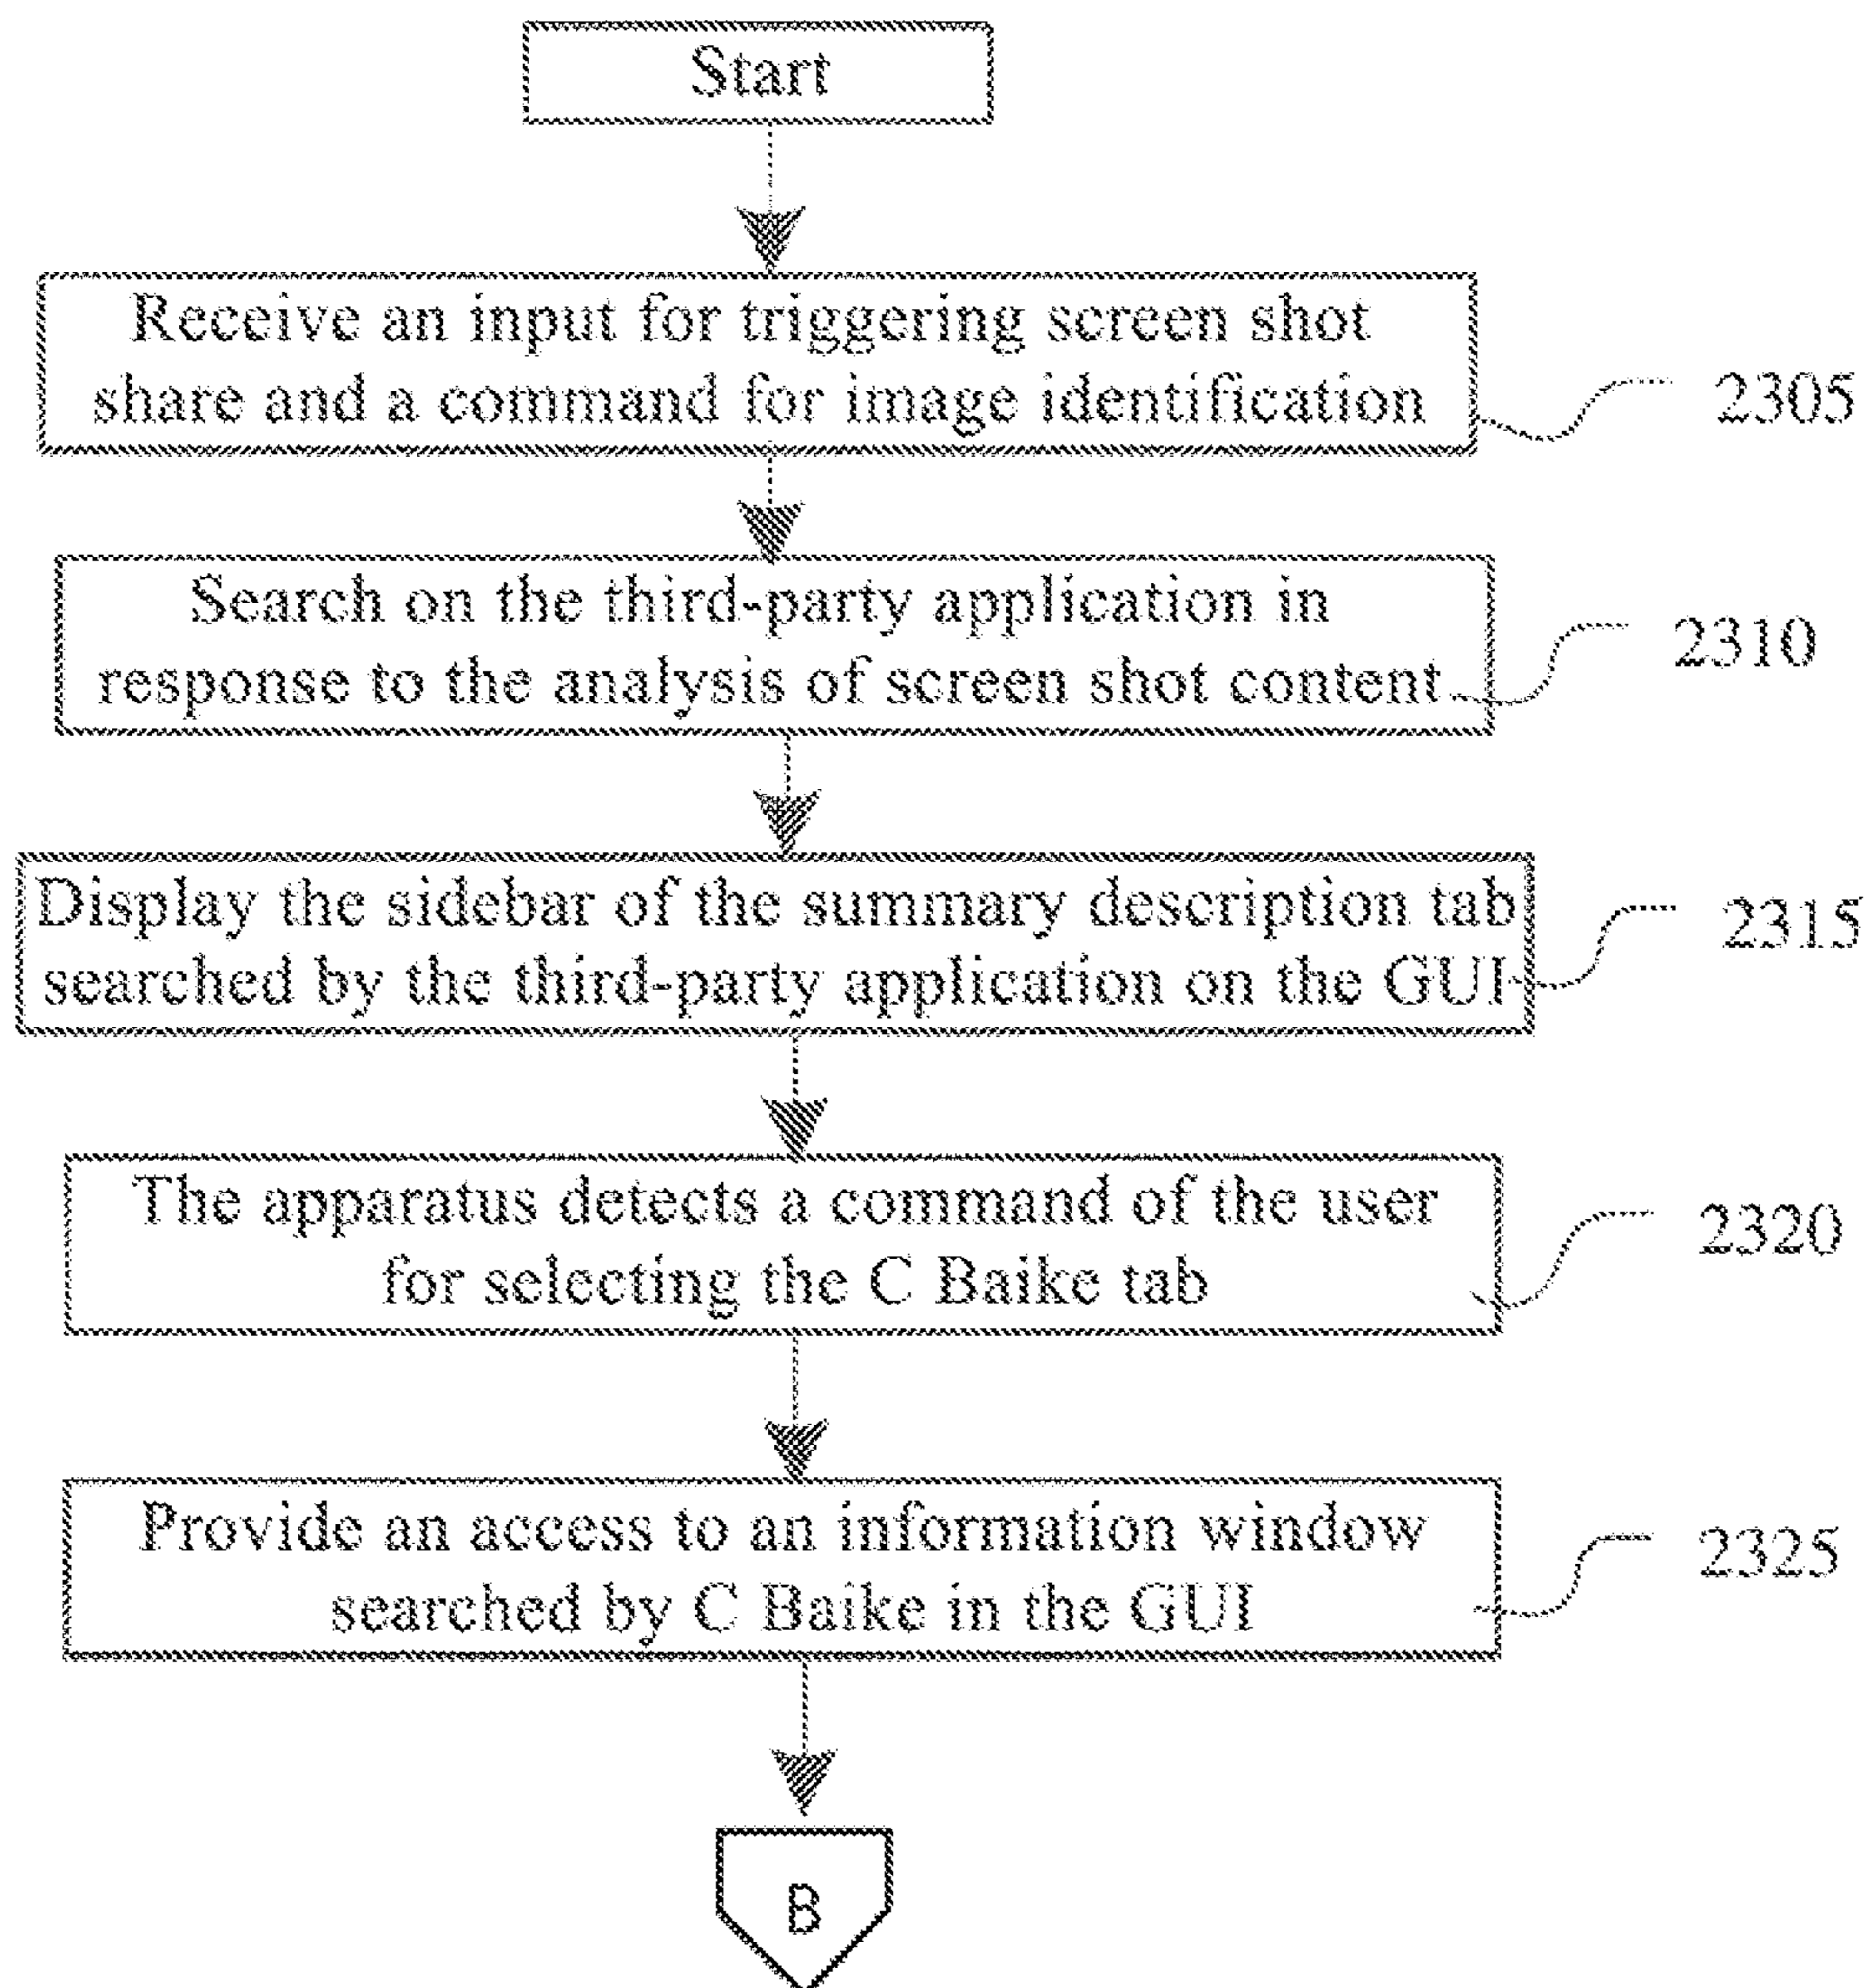 Start
Receive an input for triggering screen shot
share and a command for image identification
2305
Search on the third-party application in
response to the analysis of screen shot content
2310
Display the sidebar of the summary description tab
searched by the third-party application on the GUI
2315
The apparatus detects a command of the user
for selecting the C Baike tab
2320
Provide an access to an information window
searched by C Baike in the GUI
2325
B